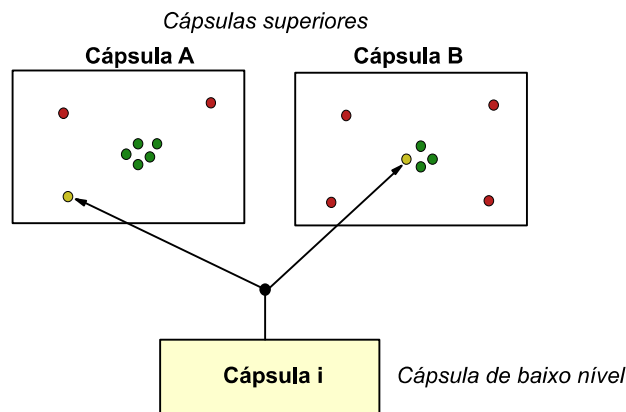 Cápsulas superiores
Cápsula A
Cápsula B
Cápsula i
Cápsula de baixo nível